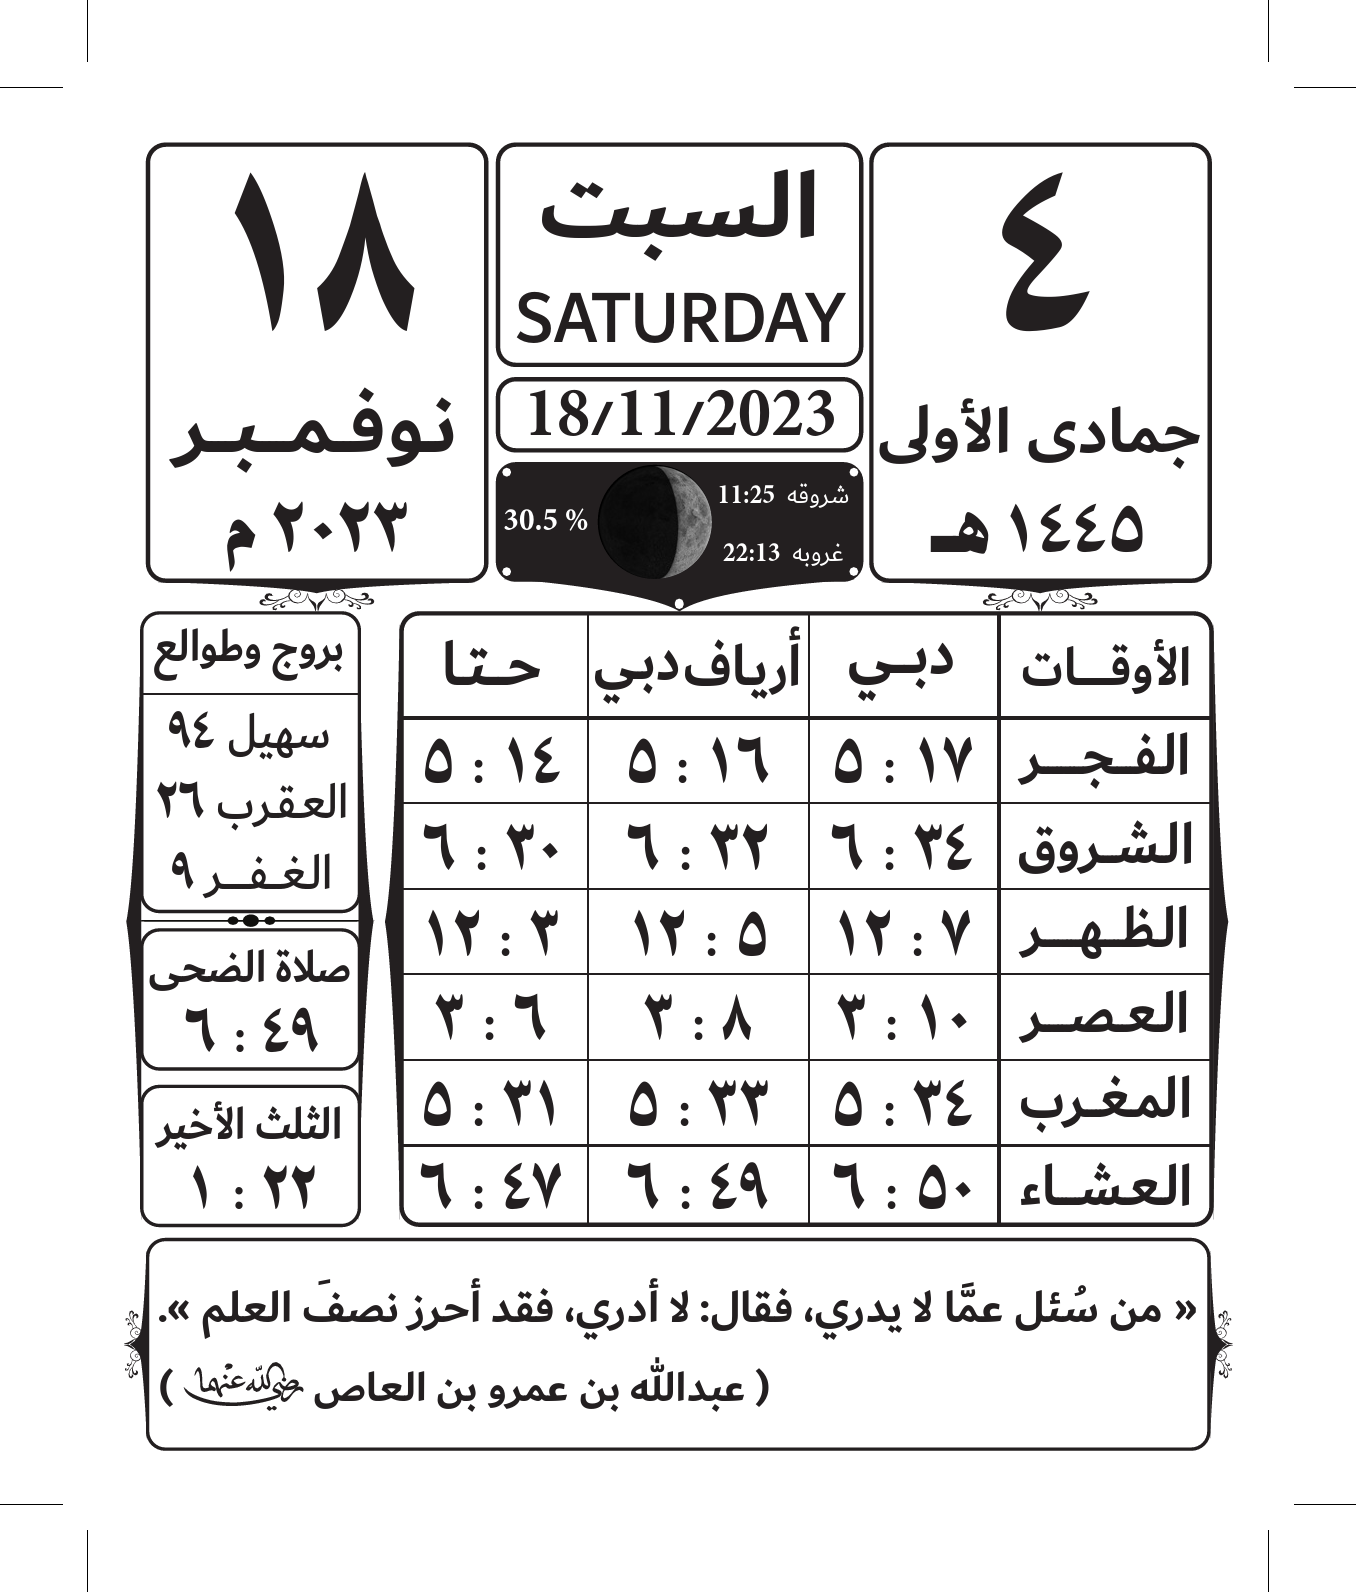 ٤
جمادى الأولى
١٤٤٥ هـ
السبت
SATURDAY
18/11/2023
شروقه 11:25
30.5 %
غروبه 22:13
١٨
نوفمبر
٢٠٢٣ م
الأوقات دبي أرياف دبي حتا
الفجر ١٧ : ٥ ١٦ : ٥ ١٤ : ٥
الشروق ٣٤ : ٦ ٣٢ : ٦ ٣٠ : ٦
الظهر ٧ : ١٢ ٥ : ١٢ ٣ : ١٢
العصر ١٠ : ٣ ٨ : ٣ ٦ : ٣
المغرب ٣٤ : ٥ ٣٣ : ٥ ٣١ : ٥
العشاء ٥٠ : ٦ ٤٩ : ٦ ٤٧ : ٦
بروج وطوالع
سهيل ٩٤
العقرب ٢٦
الغفر ٩
صلاة الضحى
٤٩ : ٦
الثلث الأخير
٢٢ : ١
« من سُئل عمَّا لا يدري، فقال: لا أدري، فقد أحرز نصفَ العلم ».
( عبدالله بن عمرو بن العاص رضي الله عنهما )